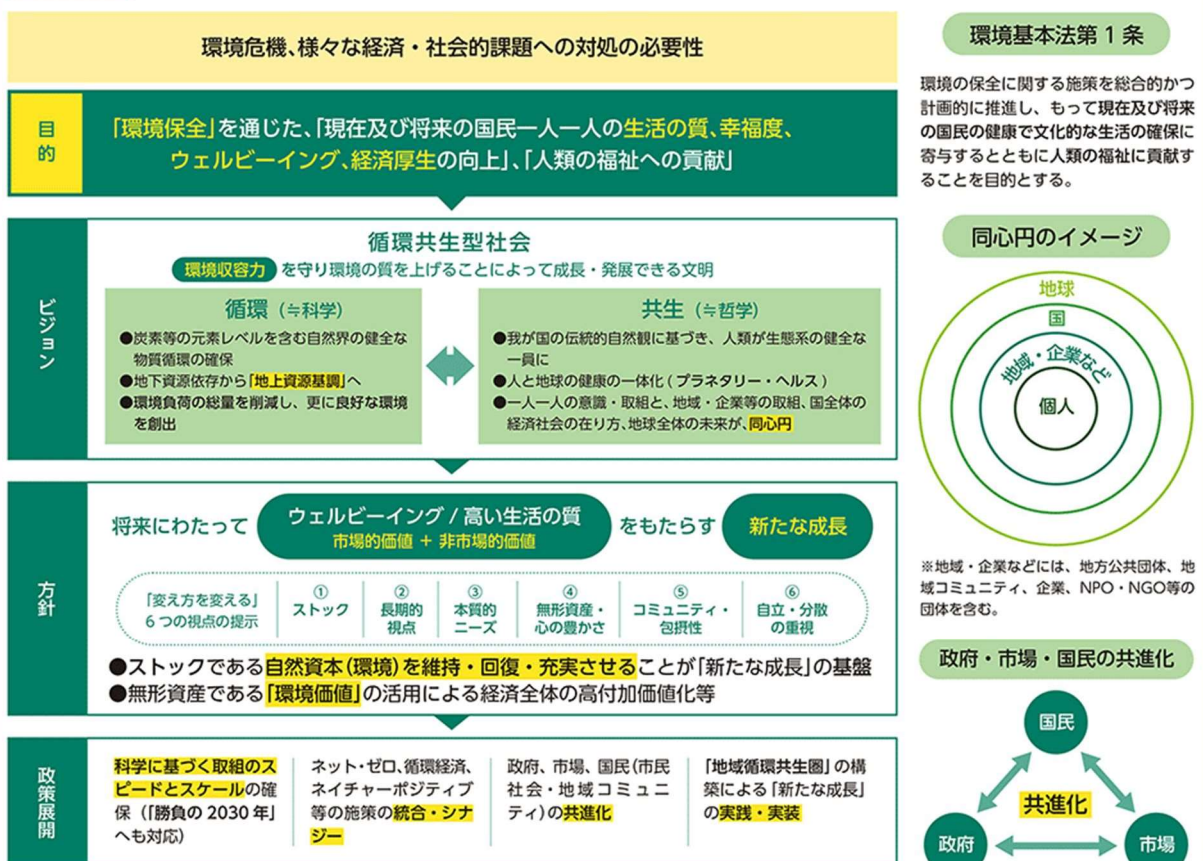 環境危機、様々な経済・社会的課題への対処の必要性
目的
「環境保全」を通じた、「現在及び将来の国民一人一人の生活の質、幸福度、
ウェルビーイング、経済厚生の向上」、「人類の福祉への貢献」
ビジョン
循環共生型社会
環境収容力 を守り環境の質を上げることによって成長・発展できる文明
循環（≒科学）
●炭素等の元素レベルを含む自然界の健全な
物質循環の確保
●地下資源依存から「地上資源基調」へ
●環境負荷の総量を削減し、更に良好な環境
を創出
共生（≒哲学）
●我が国の伝統的自然観に基づき、人類が生態系の健全な
一員に
●人と地球の健康の一体化（プラネタリー・ヘルス）
●一人一人の意識・取組と、地域・企業等の取組、国全体の
経済社会の在り方、地球全体の未来が、同心円
方針
将来にわたって ウェルビーイング / 高い生活の質 をもたらす 新たな成長
市場的価値 + 非市場的価値
「変え方を変える」
6つの視点の提示
①
ストック
②
長期的
視点
③
本質的
ニーズ
④
無形資産・
心の豊かさ
⑤
コミュニティ・
包摂性
⑥
自立・分散
の重視
●ストックである自然資本（環境）を維持・回復・充実させることが「新たな成長」の基盤
●無形資産である「環境価値」の活用による経済全体の高付加価値化等
政策展開
科学に基づく取組のス
ピードとスケールの確
保（「勝負の 2030 年」
へも対応）
ネット・ゼロ、循環経済、
ネイチャーポジティブ
等の施策の統合・シナ
ジー
政府、市場、国民（市民
社会・地域コミュニ
ティ）の共進化
「地域循環共生圏」の構
築による「新たな成長」
の実践・実装
環境基本法第 1 条
環境の保全に関する施策を総合的かつ
計画的に推進し、もって現在及び将来
の国民の健康で文化的な生活の確保に
寄与するとともに人類の福祉に貢献す
ることを目的とする。
同心円のイメージ
地球
国
地域・企業など
個人
※地域・企業などには、地方公共団体、地
域コミュニティ、企業、NPO・NGO等の
団体を含む。
政府・市場・国民の共進化
国民
共進化
政府
市場